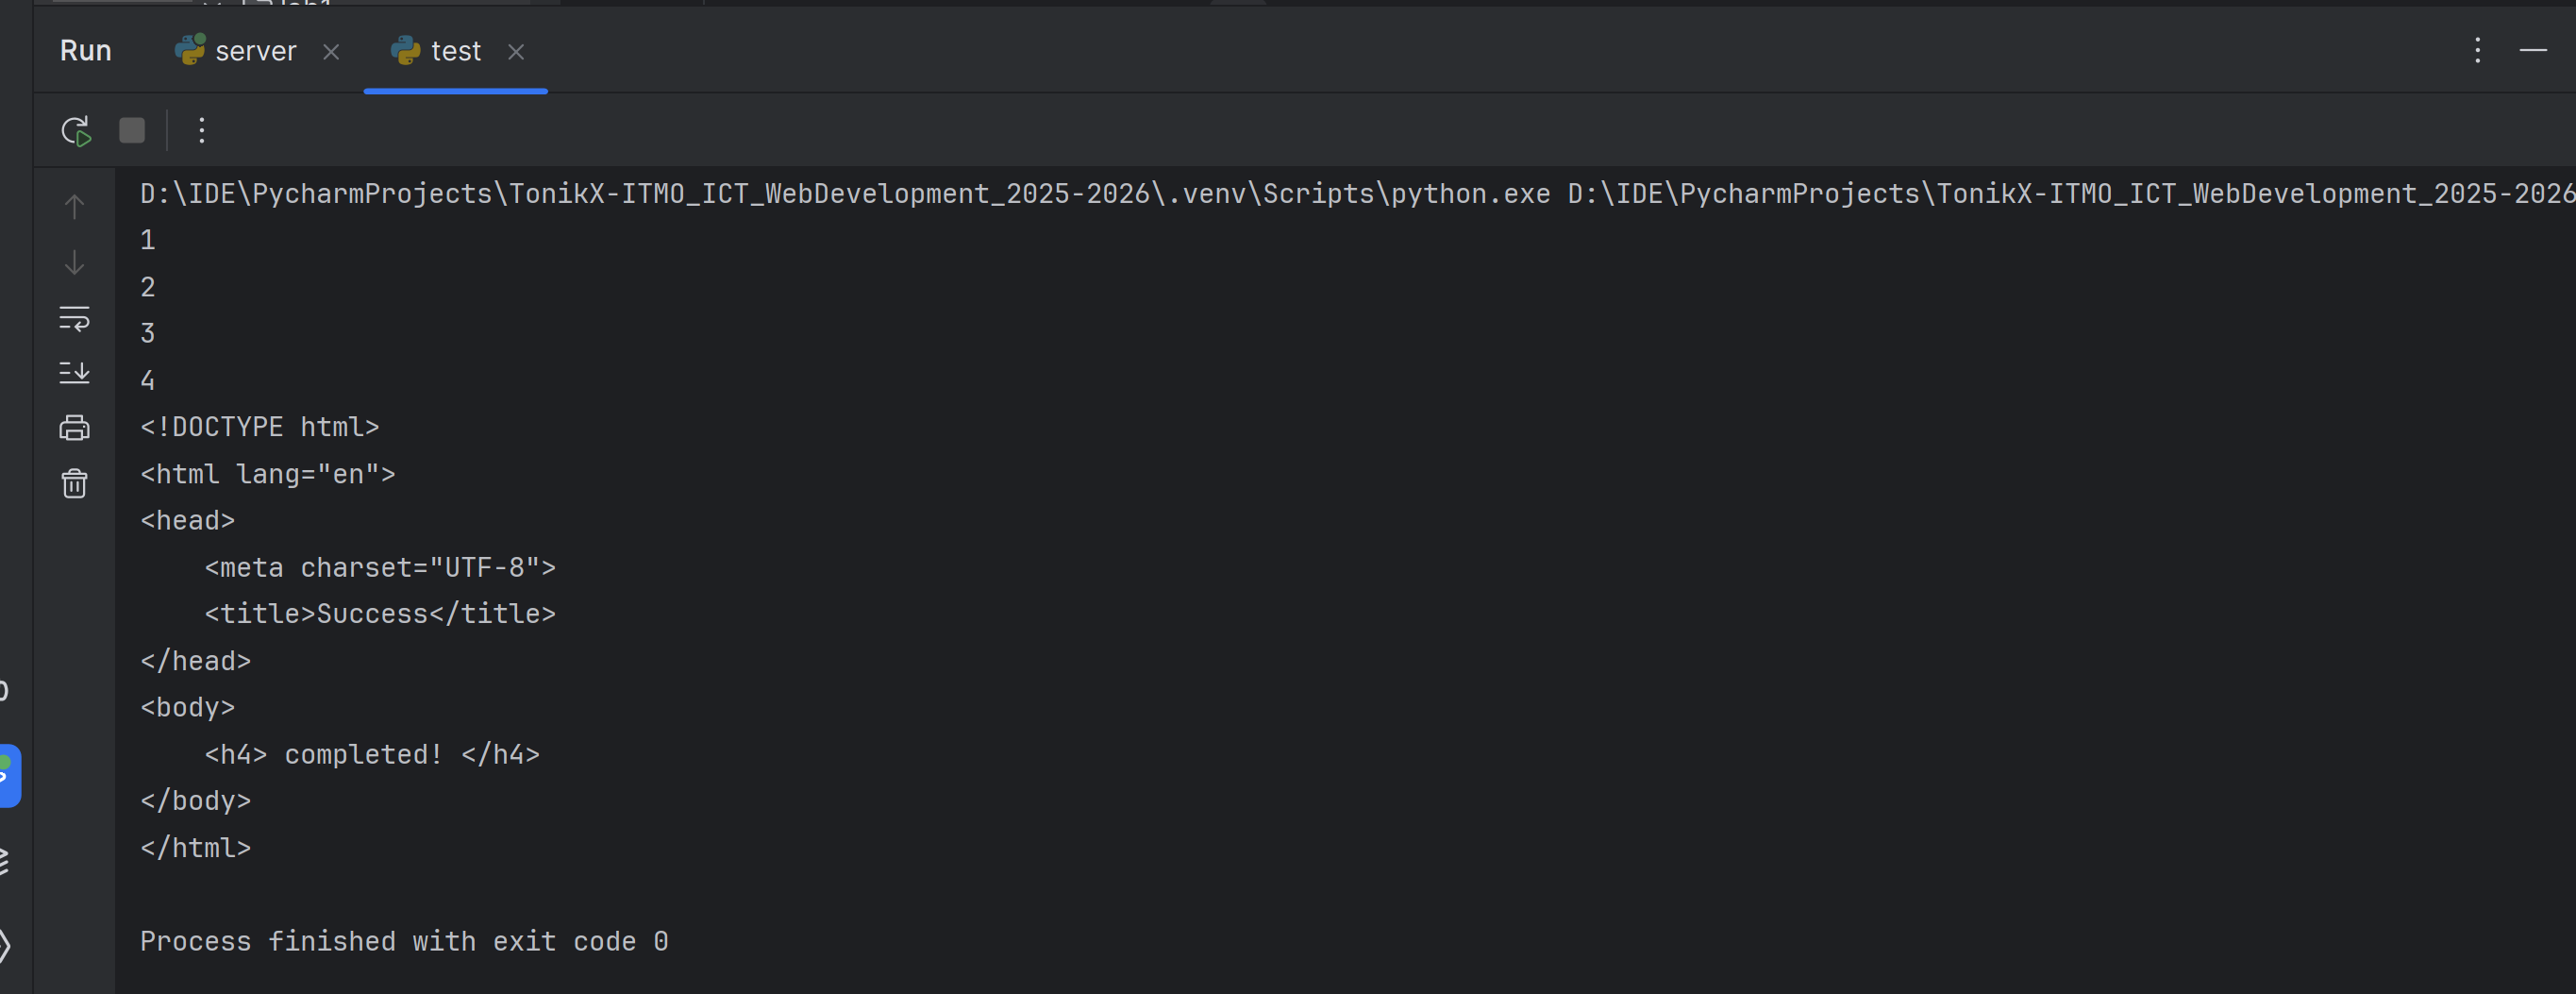 Run server test
D:\IDE\PycharmProjects\TonikX-ITMO_ICT_WebDevelopment_2025-2026\.venv\Scripts\python.exe D:\IDE\PycharmProjects\TonikX-ITMO_ICT_WebDevelopment_2025-2026
1
2
3
4
<!DOCTYPE html>
<html lang="en">
<head>
    <meta charset="UTF-8">
    <title>Success</title>
</head>
<body>
    <h4> completed! </h4>
</body>
</html>
Process finished with exit code 0